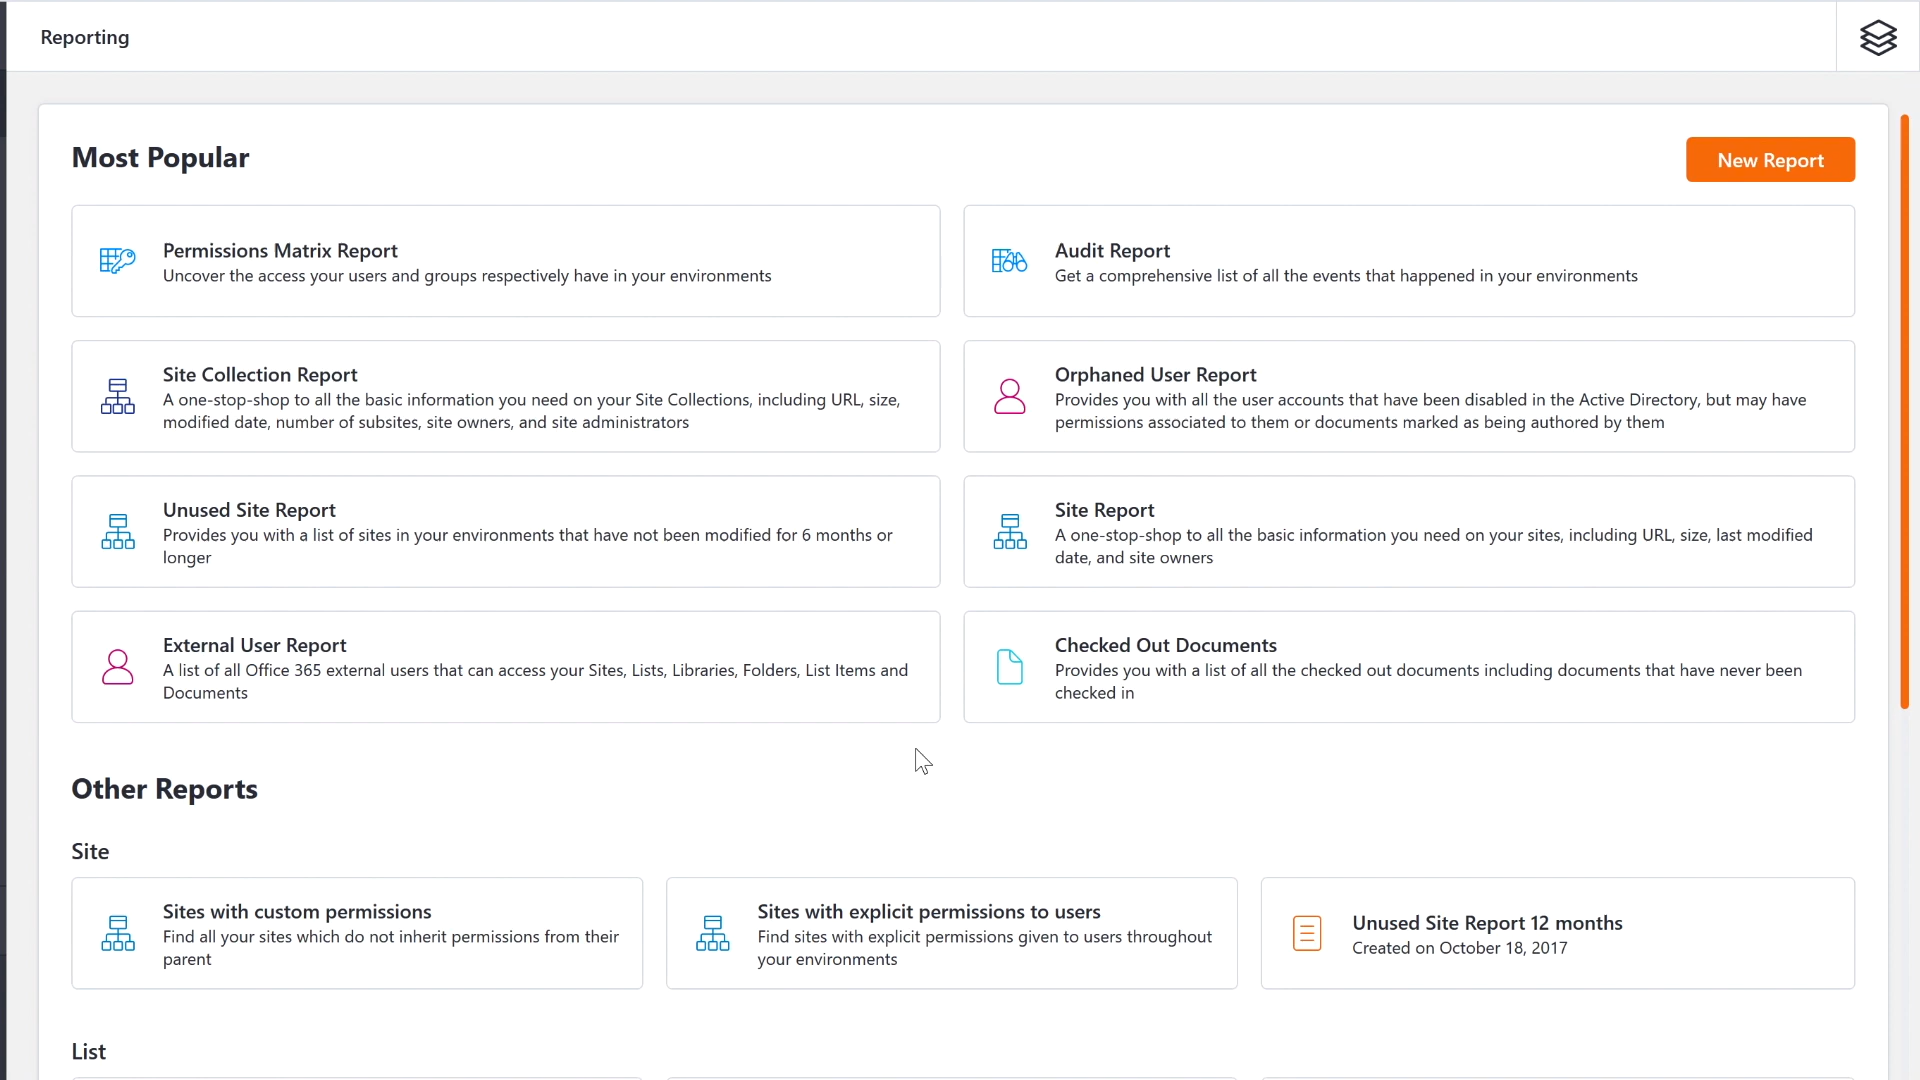 Reporting
Most Popular
New Report
Permissions Matrix Report
Uncover the access your users and groups respectively have in your environments
Audit Report
Get a comprehensive list of all the events that happened in your environments
Site Collection Report
A one-stop-shop to all the basic information you need on your Site Collections, including URL, size,
modified date, number of subsites, site owners, and site administrators
Orphaned User Report
Provides you with all the user accounts that have been disabled in the Active Directory, but may have
permissions associated to them or documents marked as being authored by them
Unused Site Report
Provides you with a list of sites in your environments that have not been modified for 6 months or
longer
Site Report
A one-stop-shop to all the basic information you need on your sites, including URL, size, last modified
date, and site owners
External User Report
A list of all Office 365 external users that can access your Sites, Lists, Libraries, Folders, List Items and
Documents
Checked Out Documents
Provides you with a list of all the checked out documents including documents that have never been
checked in
Other Reports
Site
Sites with custom permissions
Find all your sites which do not inherit permissions from their
parent
Sites with explicit permissions to users
Find sites with explicit permissions given to users throughout
your environments
Unused Site Report 12 months
Created on October 18, 2017
List